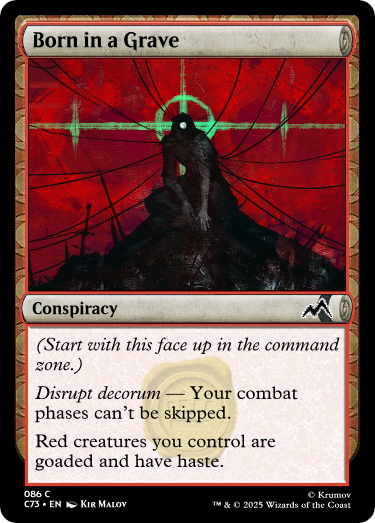 Born in a Grave
Conspiracy
(Start with this face up in the command
zone.)
Disrupt decorum — Your combat
phases can't be skipped.
Red creatures you control are
goaded and have haste.
086 C
C73 • EN Kir Malov
© Krumov
™ & © 2025 Wizards of the Coast